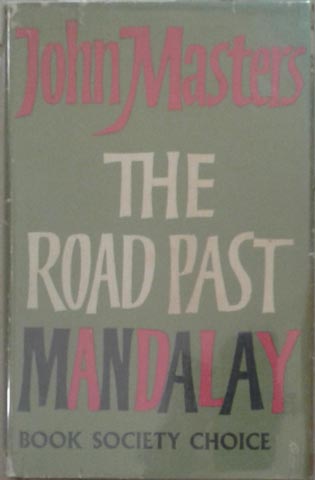 John Masters
THE
ROAD PAST
MANDALAY
BOOK SOCIETY CHOICE